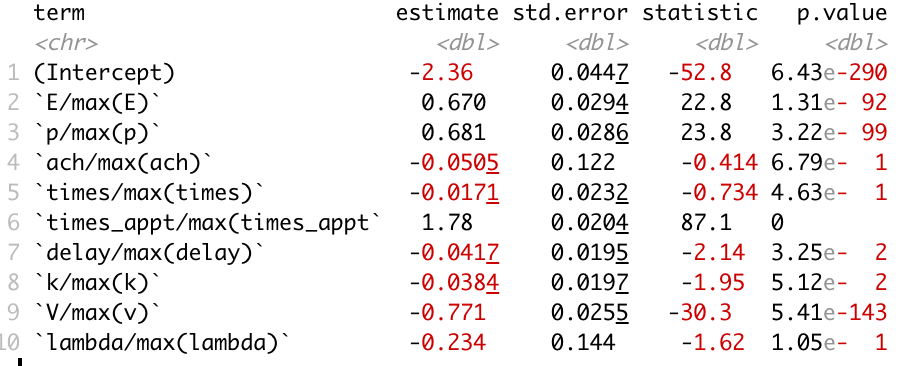 term estimate std.error statistic p.value
<chr> <dbl> <dbl> <dbl> <dbl>
1 (Intercept) -2.36 0.0447 -52.8 6.43e-290
2 `E/max(E)` 0.670 0.0294 22.8 1.31e- 92
3 `p/max(p)` 0.681 0.0286 23.8 3.22e- 99
4 `ach/max(ach)` -0.0505 0.122 -0.414 6.79e- 1
5 `times/max(times)` -0.0171 0.0232 -0.734 4.63e- 1
6 `times_appt/max(times_appt` 1.78 0.0204 87.1 0
7 `delay/max(delay)` -0.0417 0.0195 -2.14 3.25e- 2
8 `k/max(k)` -0.0384 0.0197 -1.95 5.12e- 2
9 `V/max(v)` -0.771 0.0255 -30.3 5.41e-143
10 `lambda/max(lambda)` -0.234 0.144 -1.62 1.05e- 1